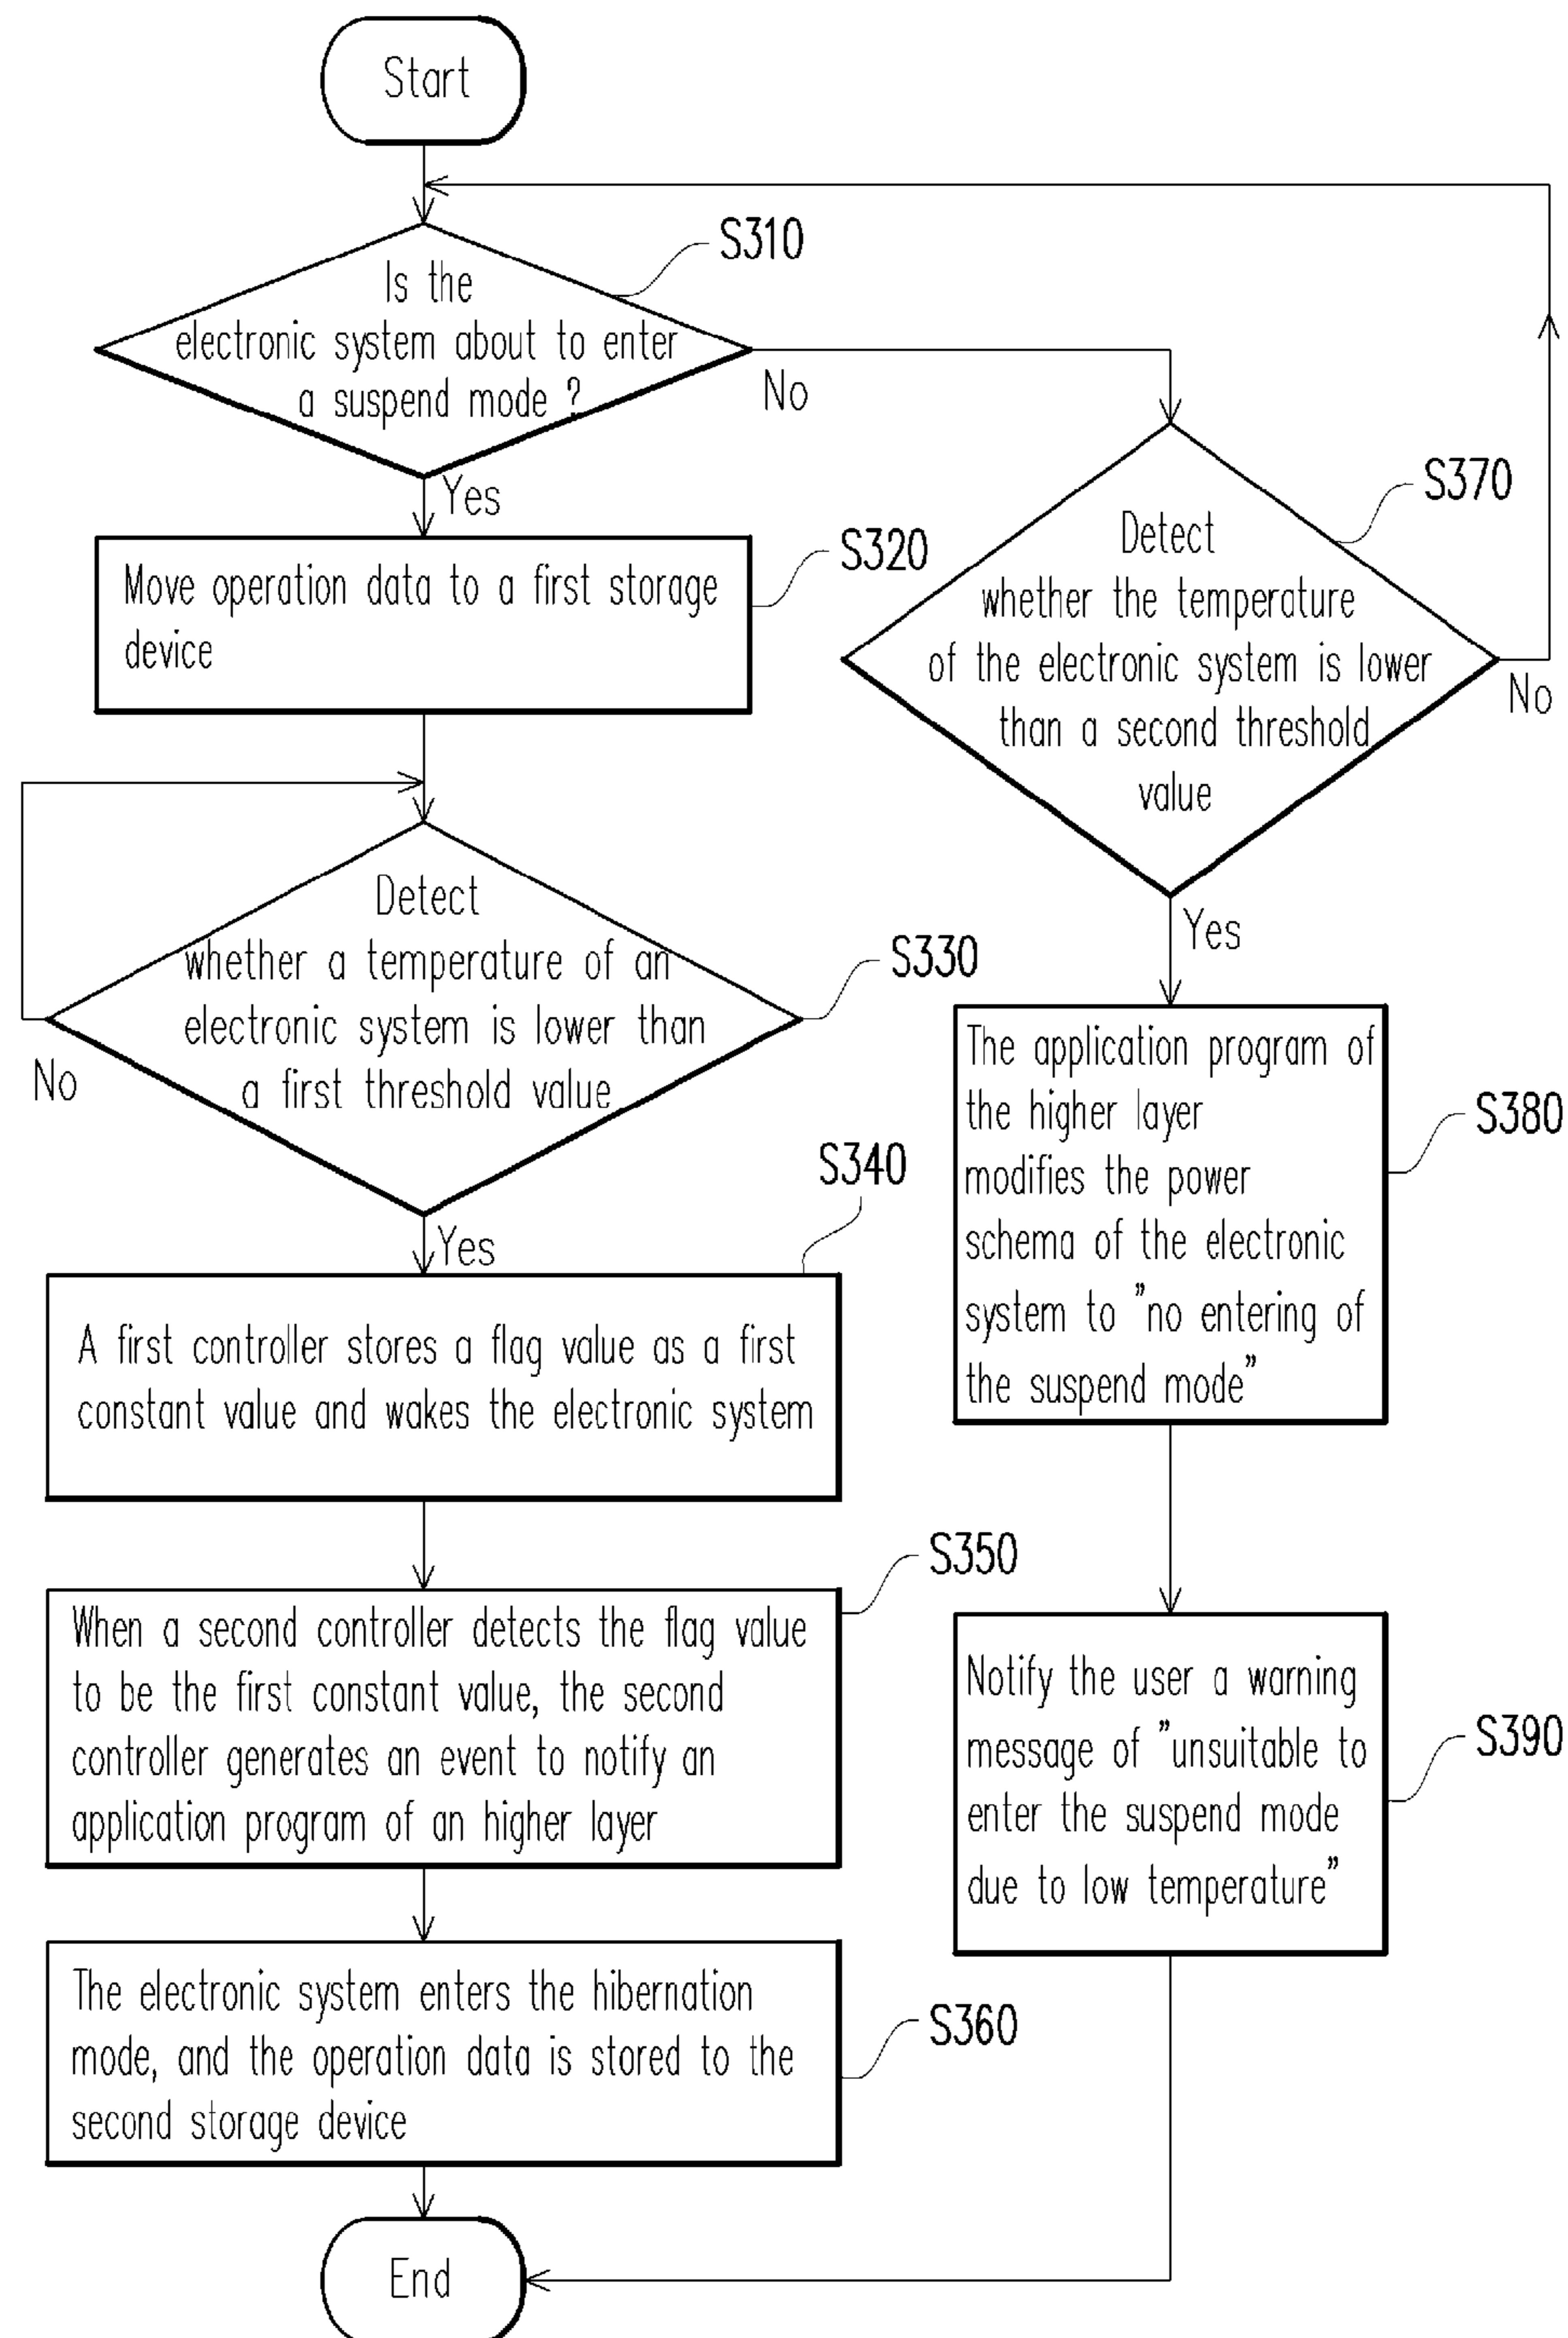 Start
S310
Is the
electronic system about to enter
a suspend mode ?
No
Yes
S320
Move operation data to a first storage
device
S370
Detect
whether the temperature
of the electronic system is lower
than a second threshold
value
No
Yes
Detect
whether a temperature of an
electronic system is lower than
a first threshold value
S330
No
Yes
S340
A first controller stores a flag value as a first
constant value and wakes the electronic system
The application program of
the higher layer
modifies the power
schema of the electronic
system to "no entering of
the suspend mode"
S380
S350
When a second controller detects the flag value
to be the first constant value, the second
controller generates an event to notify an
application program of an higher layer
Notify the user a warning
message of "unsuitable to
enter the suspend mode
due to low temperature"
S390
The electronic system enters the hibernation
mode, and the operation data is stored to the
second storage device
S360
End